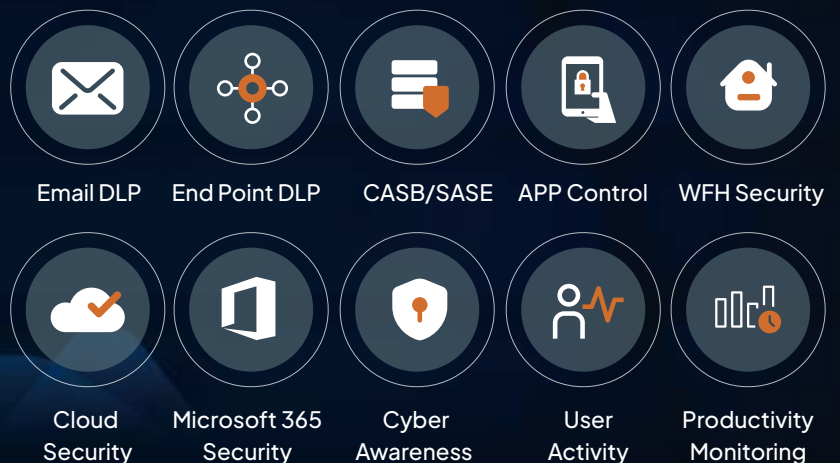 Email DLP
End Point DLP
CASB/SASE
APP Control
WFH Security
Cloud
Security
Microsoft 365
Security
Cyber
Awareness
User
Activity
Productivity
Monitoring